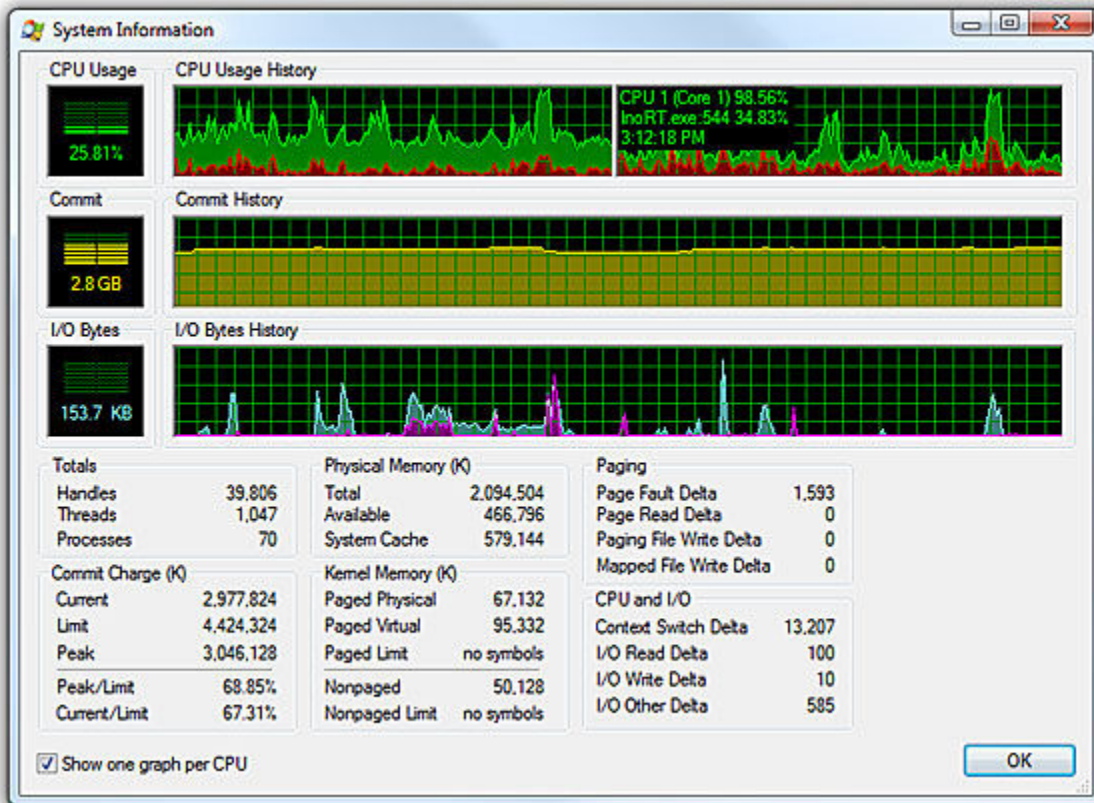 System Information
CPU Usage
CPU Usage History
25.81%
CPU 1 (Core 1) 98.56%
InoRT.exe:544 34.83%
3:12:18 PM
Commit
Commit History
2.8 GB
I/O Bytes
I/O Bytes History
153.7 KB
Totals
Handles 39,806
Threads 1,047
Processes 70
Commit Charge (K)
Current 2,977,824
Limit 4,424,324
Peak 3,046,128
Peak/Limit 68.85%
Current/Limit 67.31%
Physical Memory (K)
Total 2,094,504
Available 466,796
System Cache 579,144
Kernel Memory (K)
Paged Physical 67,132
Paged Virtual 95,332
Paged Limit no symbols
Nonpaged 50,128
Nonpaged Limit no symbols
Paging
Page Fault Delta 1,593
Page Read Delta 0
Paging File Write Delta 0
Mapped File Write Delta 0
CPU and I/O
Context Switch Delta 13,207
I/O Read Delta 100
I/O Write Delta 10
I/O Other Delta 585
Show one graph per CPU
OK